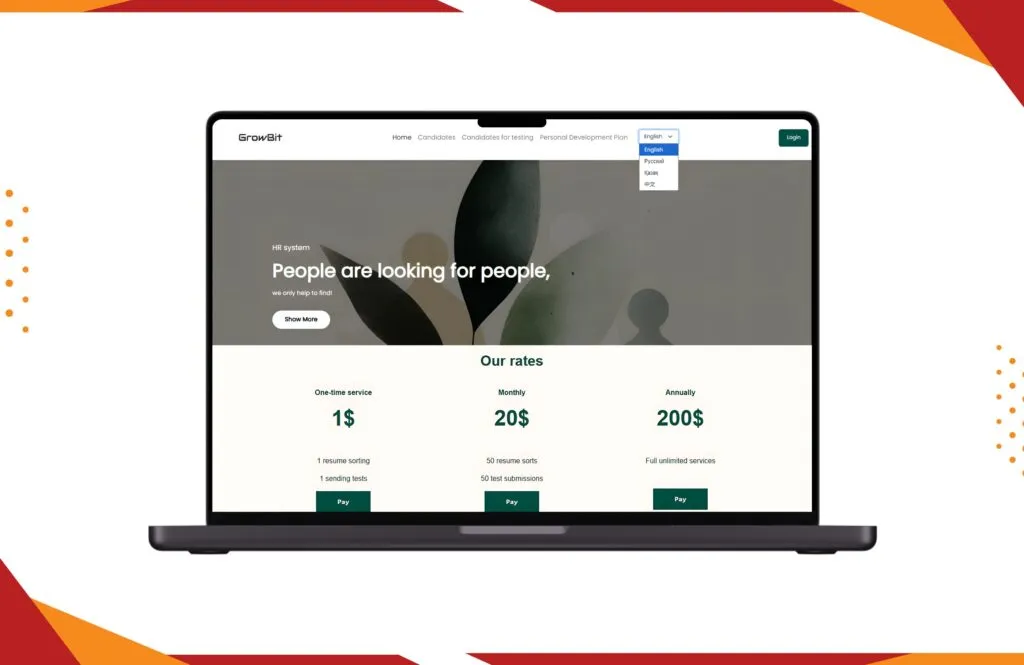 GrowBit
Home Candidates Candidates for testing Personal Development Plan English Login
English
Русский
Қазақ
中文
HR system
People are looking for people,
we only help to find!
Show More
Our rates
One-time service Monthly Annually
1$ 20$ 200$
1 resume sorting 50 resume sorts Full unlimited services
1 sending tests 50 test submissions
Pay Pay Pay